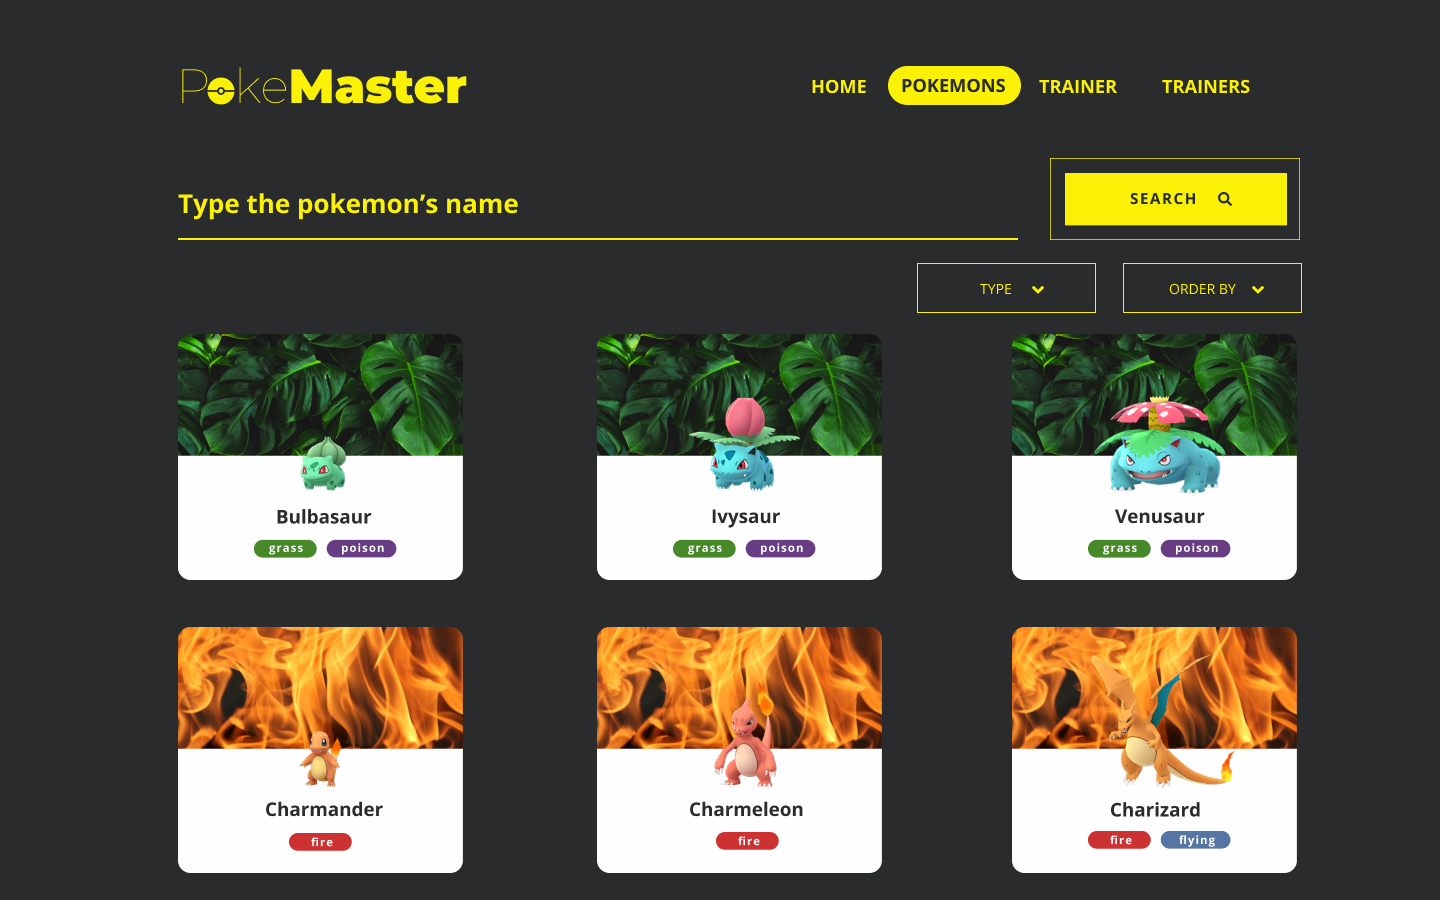 PokeMaster
HOME POKEMONS TRAINER TRAINERS
Type the pokemon’s name
SEARCH
TYPE ORDER BY
Bulbasaur
grass poison
Ivysaur
grass poison
Venusaur
grass poison
Charmander
fire
Charmeleon
fire
Charizard
fire flying